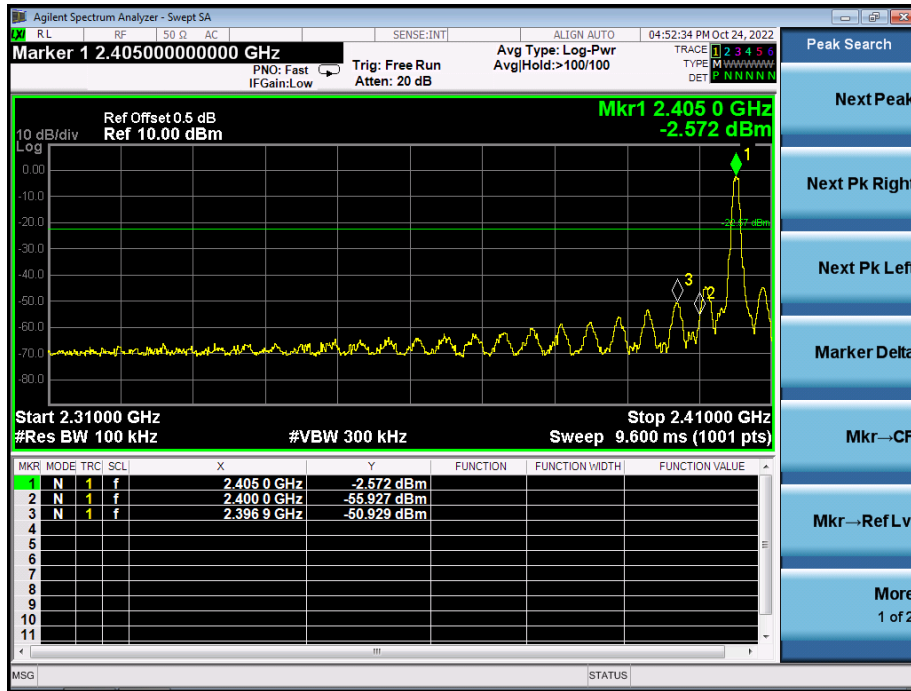 Agilent Spectrum Analyzer - Swept SA
LXI RL RF 50 Ω AC SENSE:INT ALIGN AUTO 04:52:34 PM Oct 24, 2022
Marker 1 2.405000000000 GHz
PNO: Fast
IFGain:Low
Trig: Free Run
Atten: 20 dB
Avg Type: Log-Pwr
Avg|Hold:>100/100
TRACE 1 2 3 4 5 6
TYPE M W W W W W
DET P N N N N N
Peak Search
Next Peak
Next Pk Right
Next Pk Left
Marker Delta
Mkr→CF
Mkr→Ref Lv
More
1 of 2
Ref Offset 0.5 dB
10 dB/div Ref 10.00 dBm
Log
Mkr1 2.405 0 GHz
-2.572 dBm
0.00
-10.0
-20.0
-30.0
-40.0
-50.0
-60.0
-70.0
-80.0
1
-22.57 dBm
3
2
Start 2.31000 GHz Stop 2.41000 GHz
#Res BW 100 kHz #VBW 300 kHz Sweep 9.600 ms (1001 pts)
MKR MODE TRC SCL X Y FUNCTION FUNCTION WIDTH FUNCTION VALUE
1 N 1 f 2.405 0 GHz -2.572 dBm
2 N 1 f 2.400 0 GHz -55.927 dBm
3 N 1 f 2.396 9 GHz -50.929 dBm
4
5
6
7
8
9
10
11
MSG STATUS